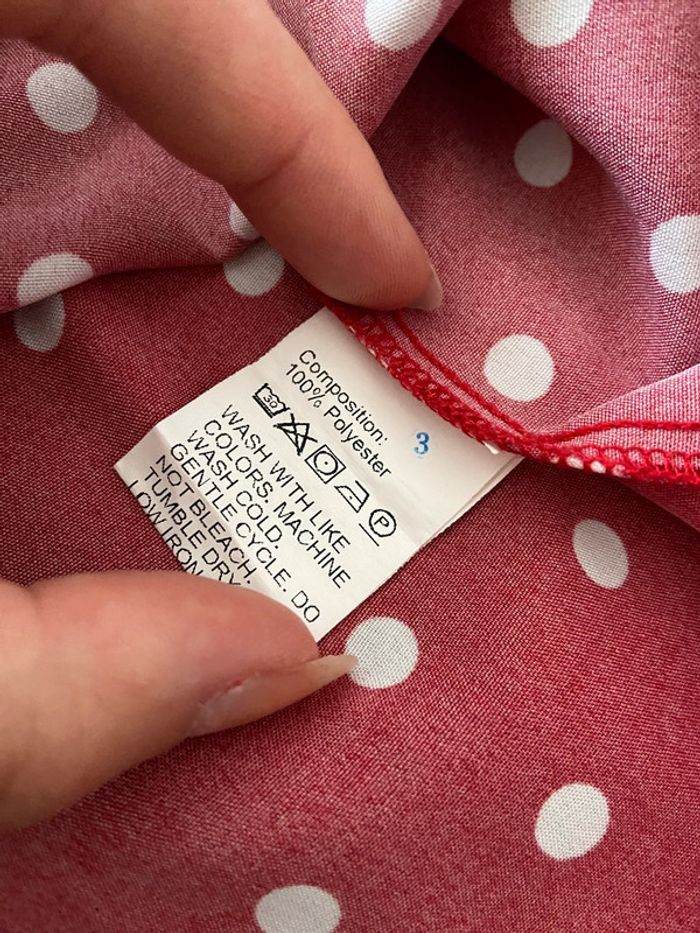 Composition:
100% Polyester
3
30
P
WASH WITH LIKE
COLORS. MACHINE
WASH COLD.
GENTLE CYCLE. DO
NOT BLEACH.
TUMBLE DRY
LOW IRON